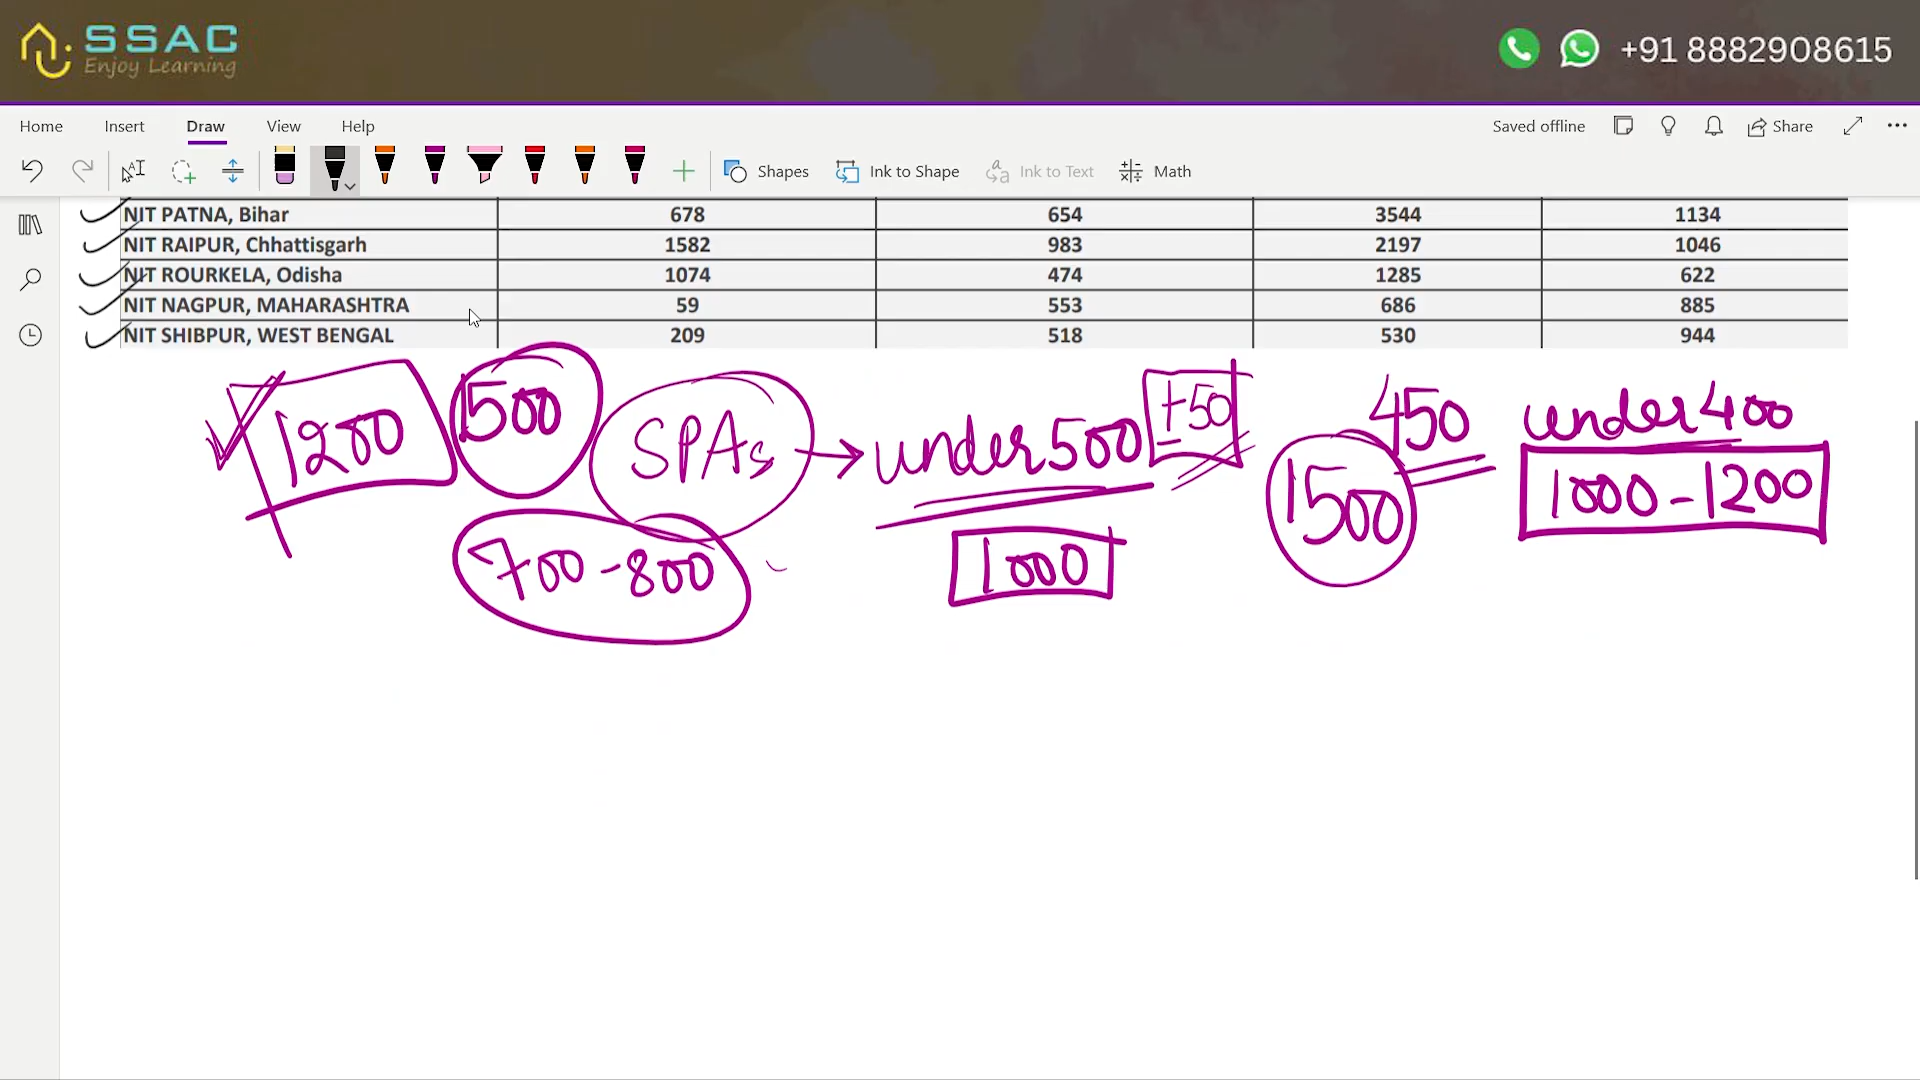 SSAC
Enjoy Learning
+91 8882908615
Home Insert Draw View Help
Saved offline Share
Shapes Ink to Shape Ink to Text Math
NIT PATNA, Bihar 678 654 3544 1134
NIT RAIPUR, Chhattisgarh 1582 983 2197 1046
NIT ROURKELA, Odisha 1074 474 1285 622
NIT NAGPUR, MAHARASHTRA 59 553 686 885
NIT SHIBPUR, WEST BENGAL 209 518 530 944
1200 1500 SPAs → under 500 ±50 450 under 400
1500 1000-1200
700-800 1000